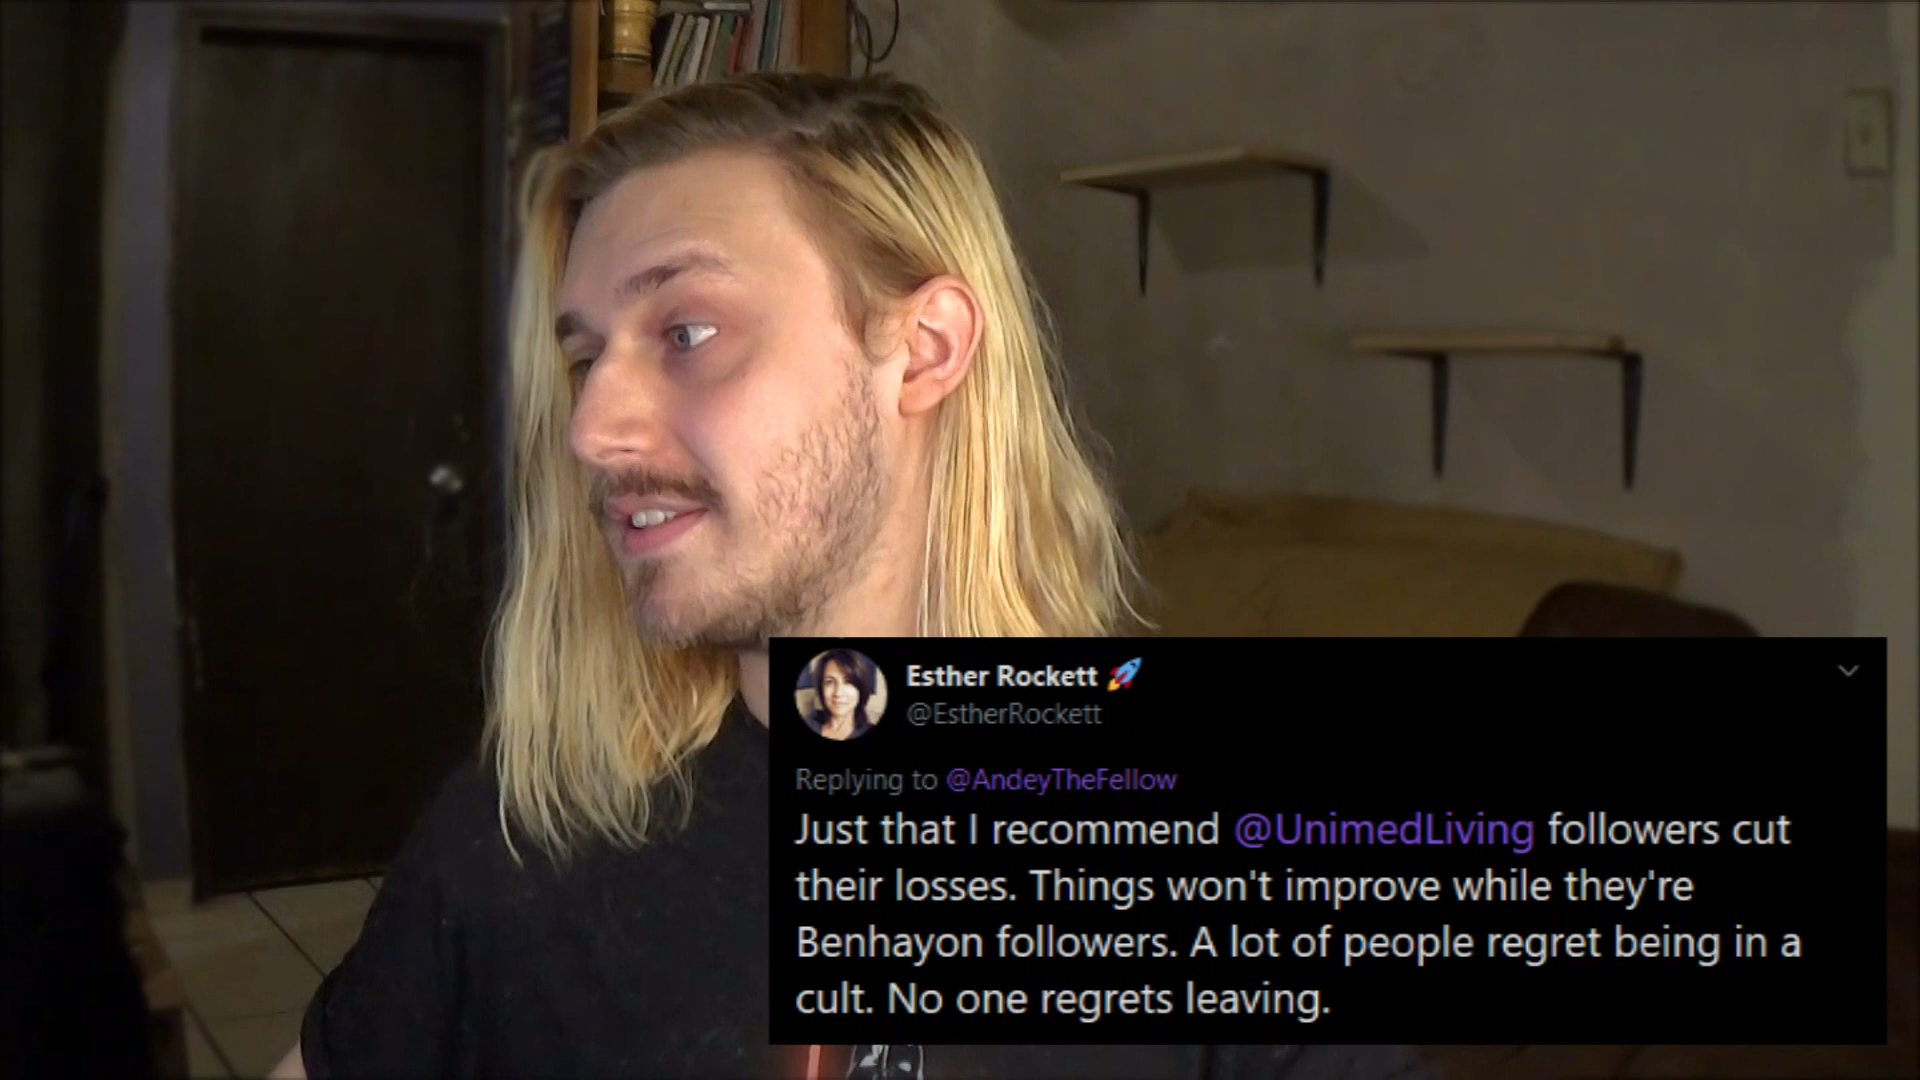 Esther Rockett 🚀
@EstherRockett
Replying to @AndeyTheFellow
Just that I recommend @UnimedLiving followers cut
their losses. Things won't improve while they're
Benhayon followers. A lot of people regret being in a
cult. No one regrets leaving.